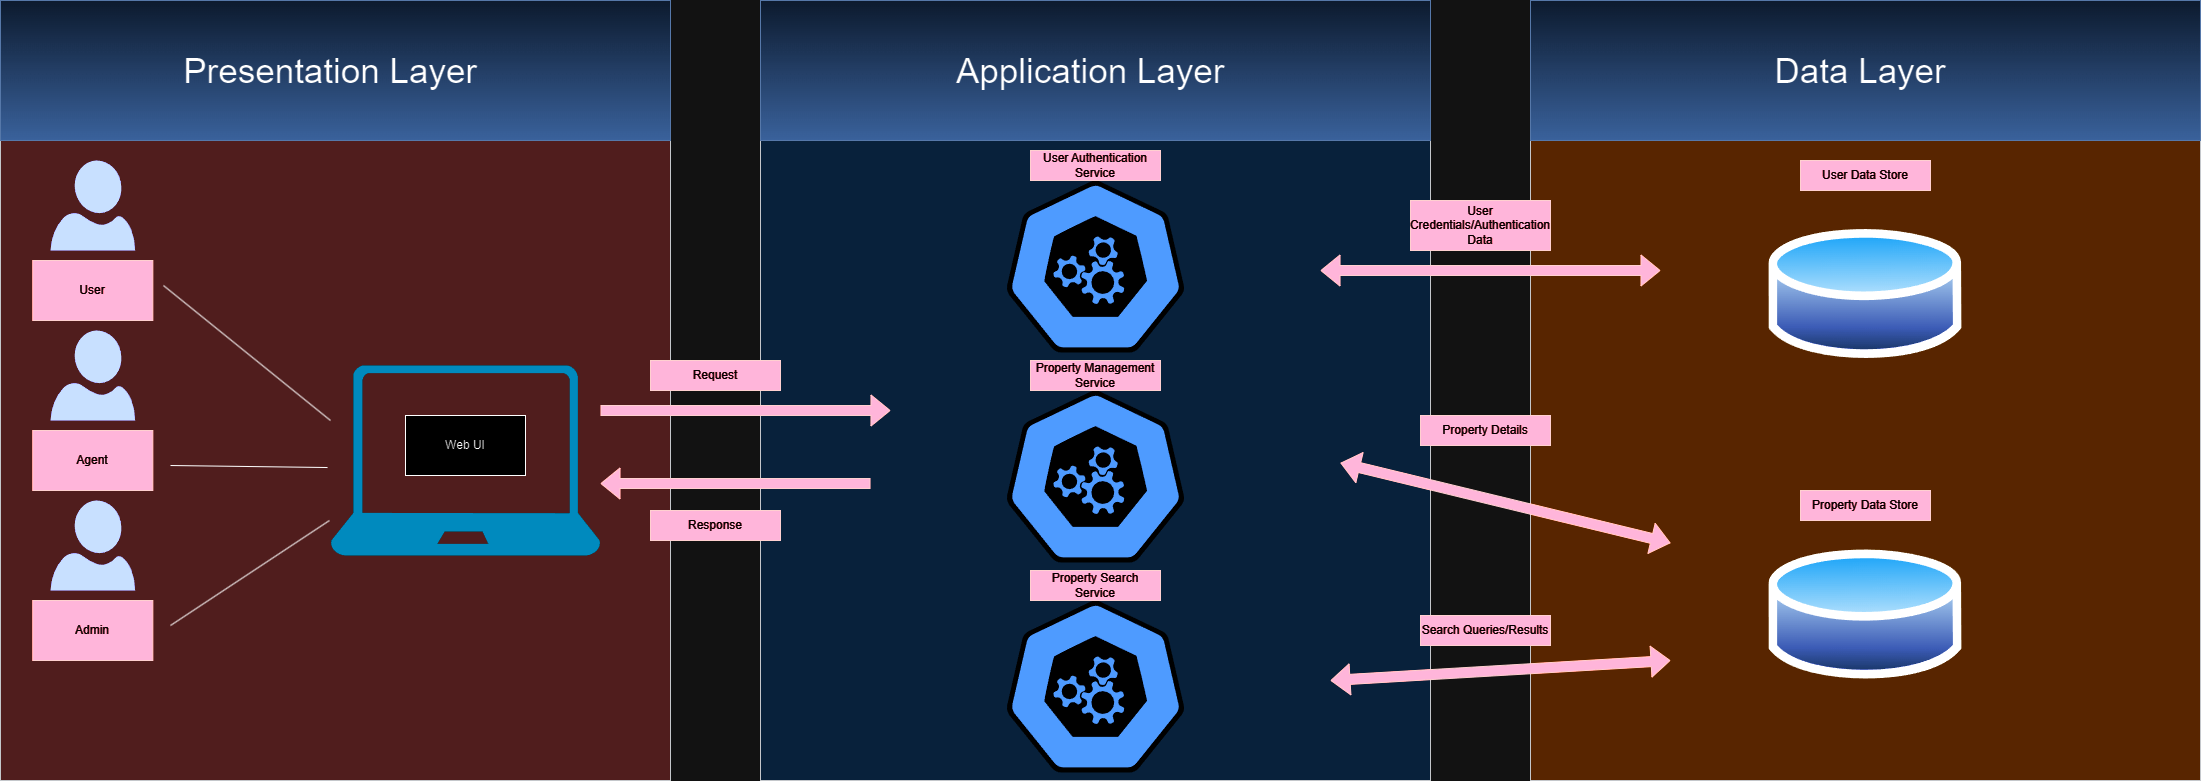 Presentation Layer
Application Layer
Data Layer
User
Agent
Admin
Web UI
Request
Response
User Authentication
Service
Property Management
Service
Property Search
Service
User
Credentials/Authentication
Data
Property Details
Search Queries/Results
User Data Store
Property Data Store